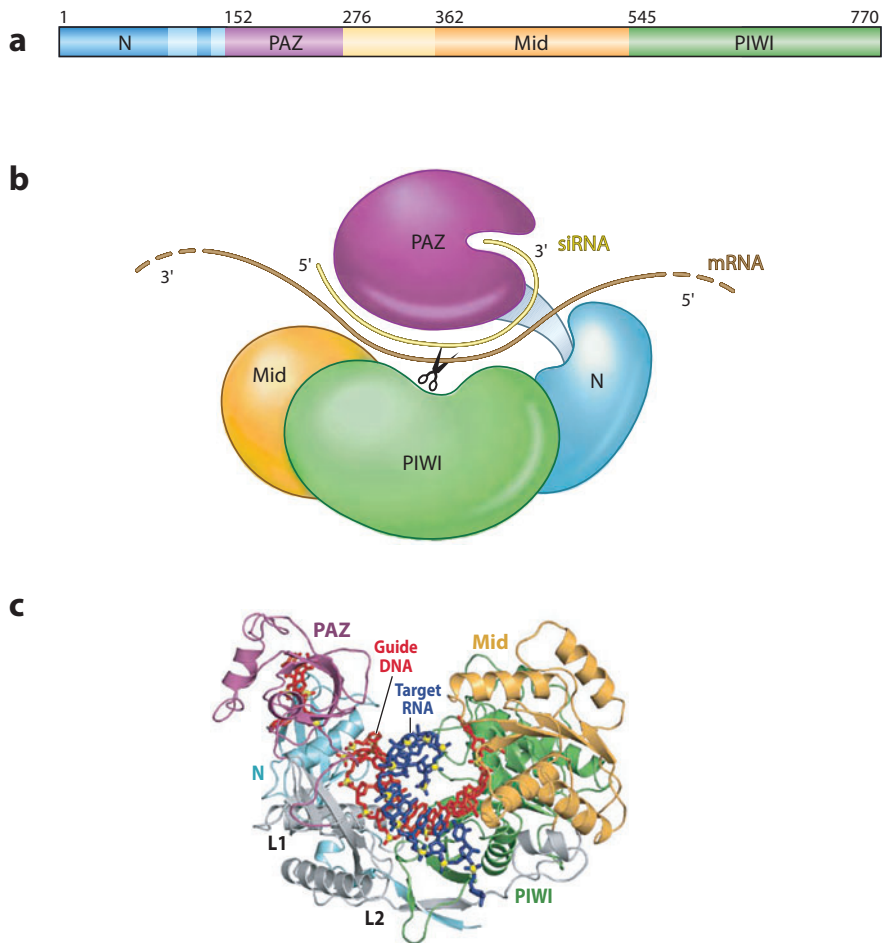 1 152 276 362 545 770
a N PAZ Mid PIWI
b
PAZ
3' siRNA
5'
mRNA
3'
5'
Mid
N
PIWI
c
PAZ
Guide
DNA
Mid
Target
RNA
N
L1
PIWI
L2